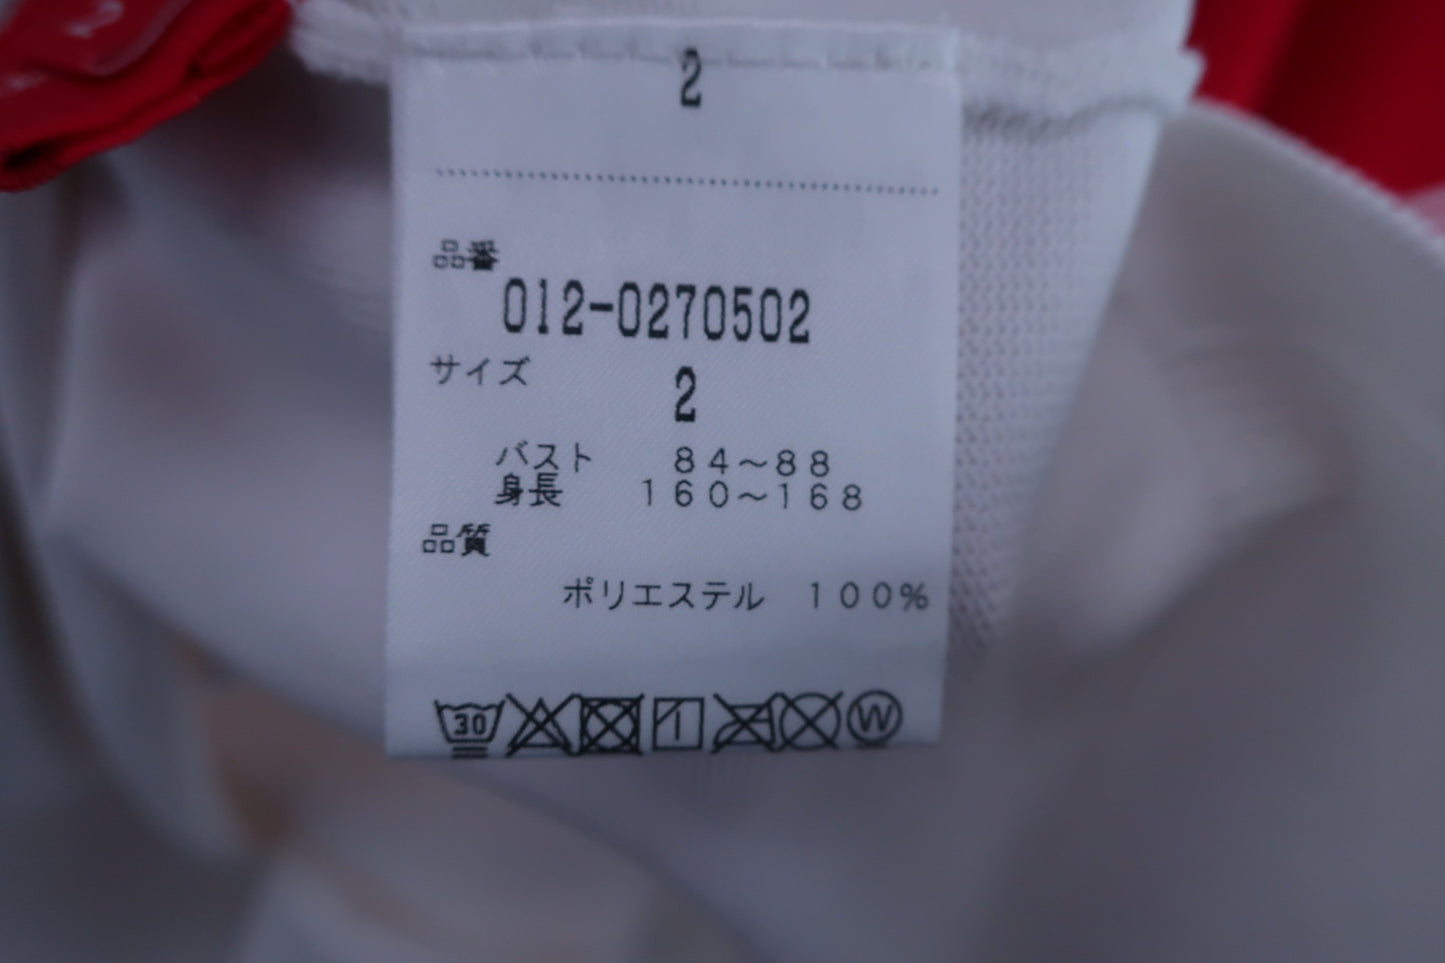 2
品番
012-0270502
サイズ
2
バスト 84～88
身長 160～168
品質
ポリエステル 100%
30 W